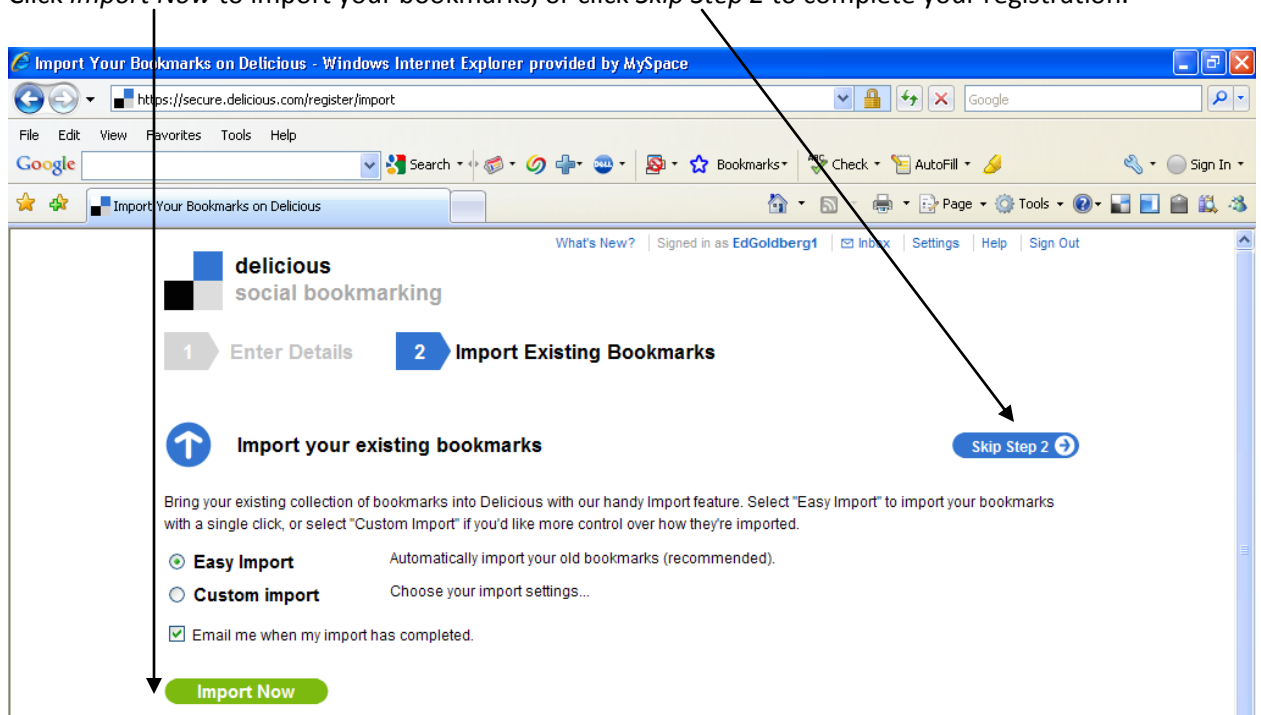 Click Import Now to import your bookmarks, or click Skip Step 2 to complete your registration.
Import Your Bookmarks on Delicious - Windows Internet Explorer provided by MySpace
https://secure.delicious.com/register/import
Google
File Edit View Favorites Tools Help
Google Search Bookmarks Check AutoFill Sign In
Import Your Bookmarks on Delicious Page Tools
What's New? Signed in as EdGoldberg1 Inbox Settings Help Sign Out
delicious
social bookmarking
1 Enter Details 2 Import Existing Bookmarks
Import your existing bookmarks Skip Step 2
Bring your existing collection of bookmarks into Delicious with our handy Import feature. Select "Easy Import" to import your bookmarks
with a single click, or select "Custom Import" if you'd like more control over how they're imported.
Easy Import Automatically import your old bookmarks (recommended).
Custom import Choose your import settings...
Email me when my import has completed.
Import Now